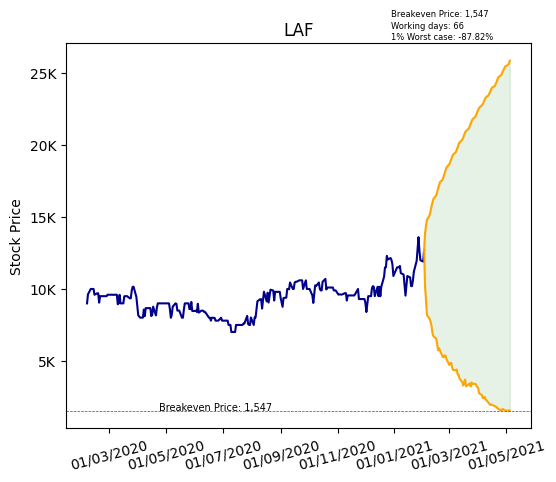 Breakeven Price: 1,547
Working days: 66
1% Worst case: -87.82%
LAF
Stock Price
25K
20K
15K
10K
5K
Breakeven Price: 1,547
01/03/2020
01/05/2020
01/07/2020
01/09/2020
01/11/2020
01/01/2021
01/03/2021
01/05/2021